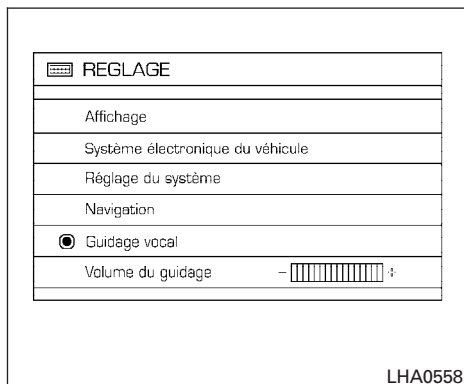 REGLAGE
Affichage
Système électronique du véhicule
Réglage du système
Navigation
Guidage vocal
Volume du guidage - +
LHA0558